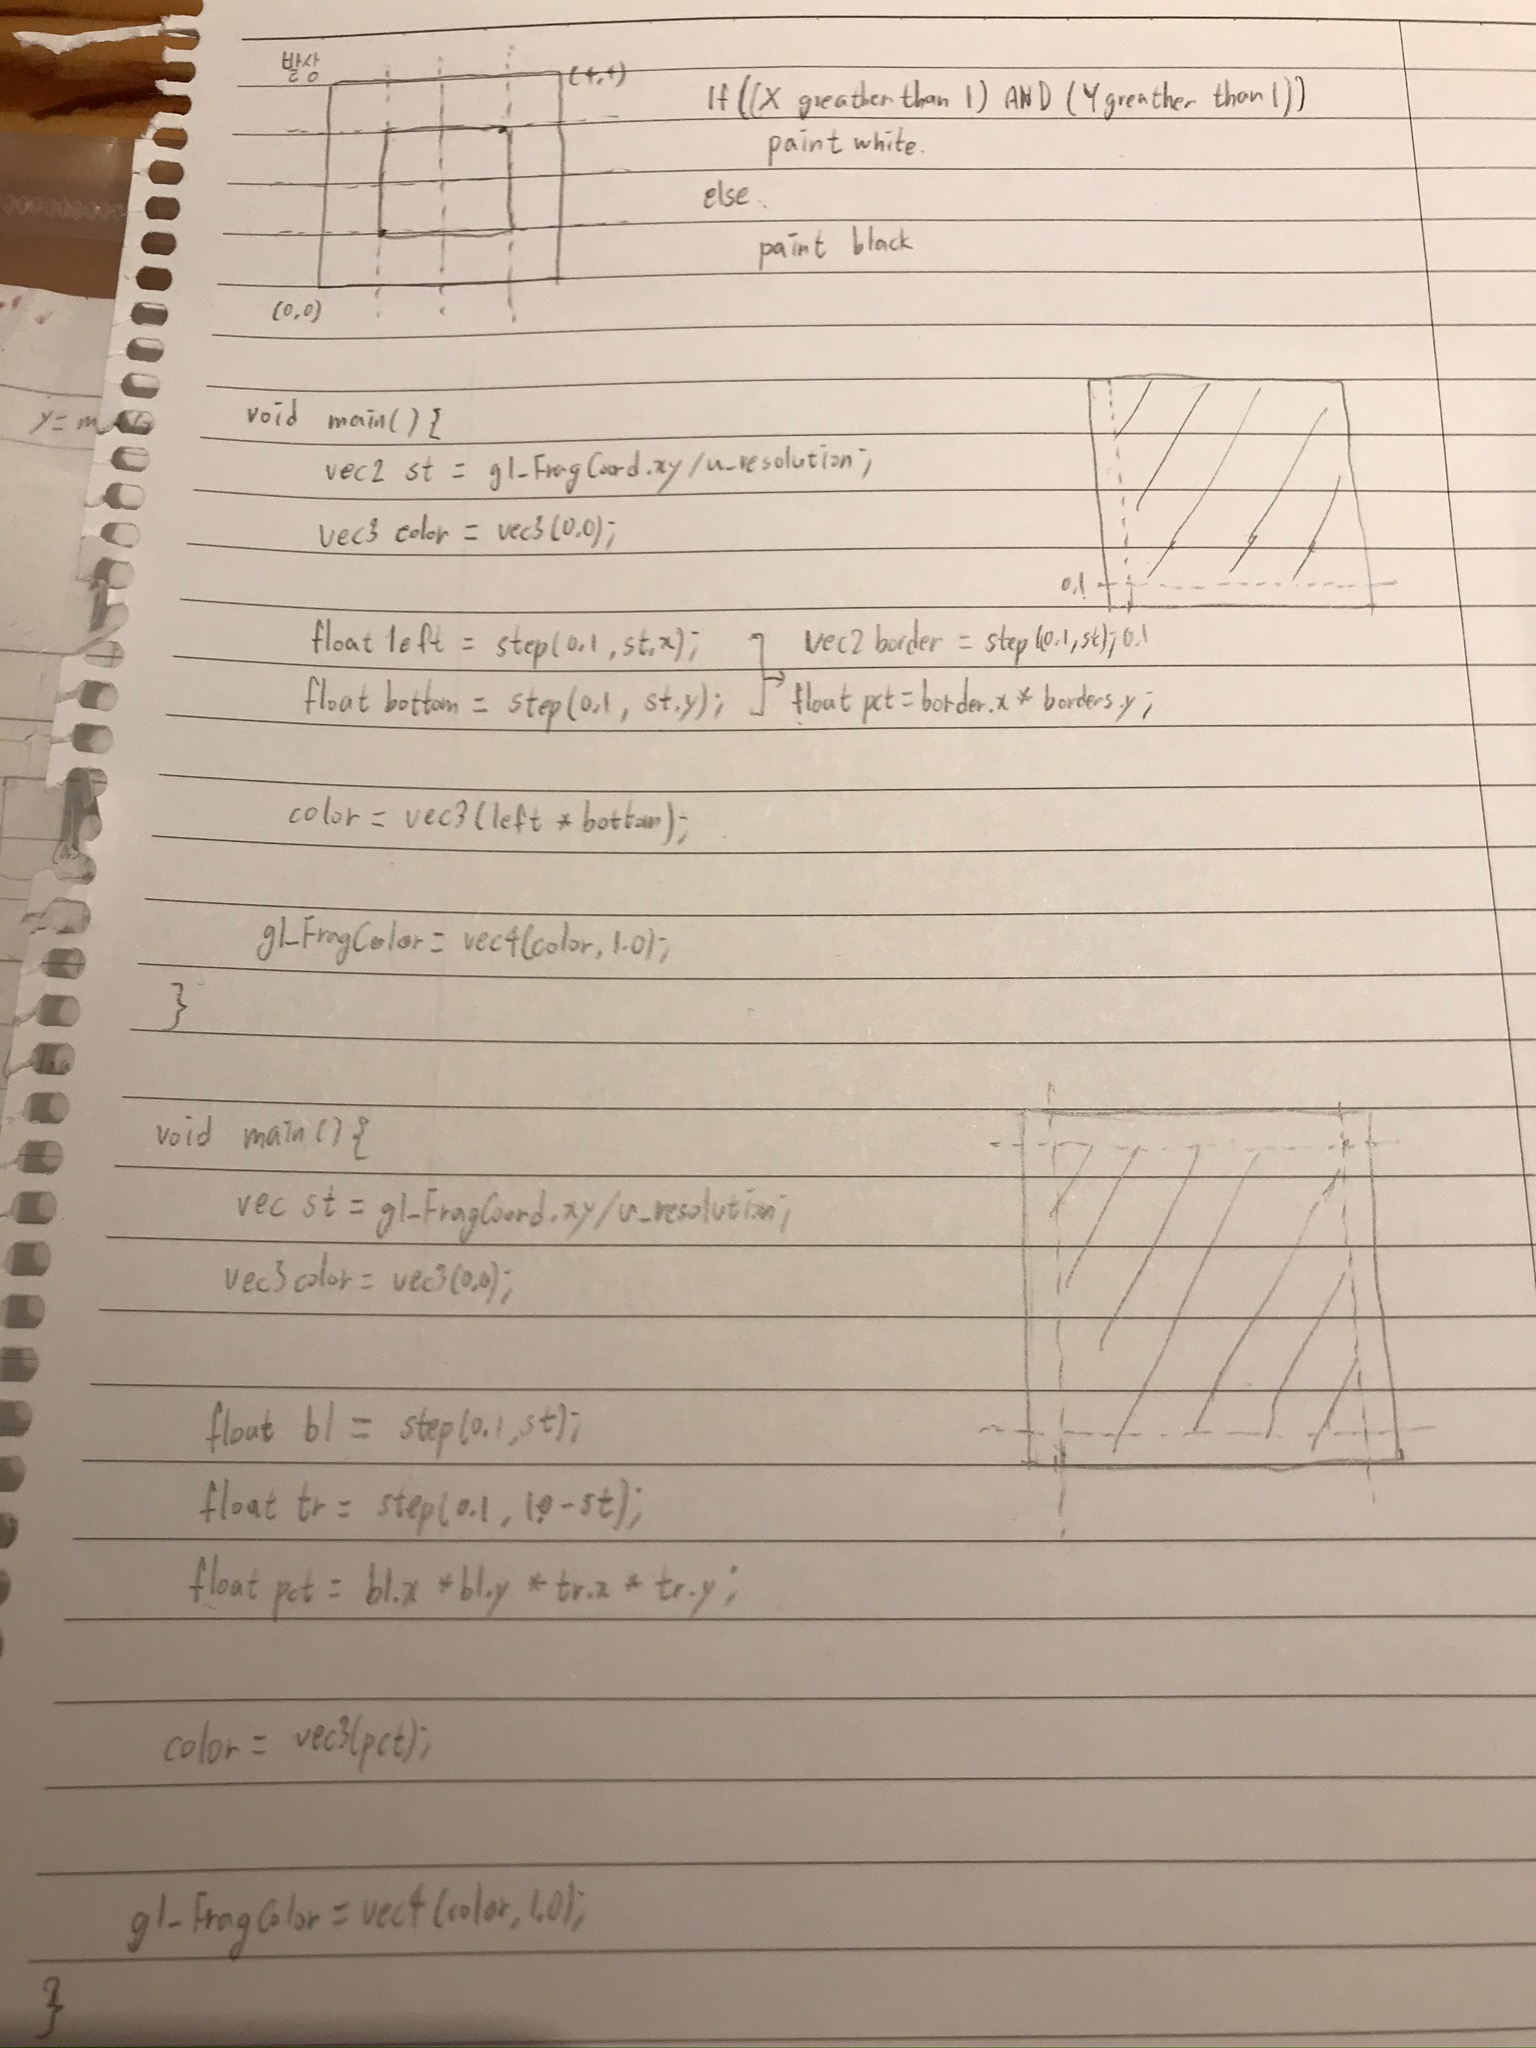 발상
(1,1)
If ((X greather than 1) AND (Y greather than 1))
paint white.
else.
paint black
(0,0)
y= m
void main() {
vec2 st = gl_FragCoord.xy/u_resolution;
vec3 color = vec3(0.0);
0.1
float left = step(0.1, st.x);
vec2 border = step(0.1, st); 0.1
float bottom = step(0.1, st.y);
float pct = border.x * borders.y;
color = vec3(left * bottom);
gl_FragColor = vec4(color, 1.0);
}
void main() {
vec st = gl_FragCoord.xy/u_resolution;
vec3 color = vec3(0.0);
float bl = step(0.1, st);
float tr = step(0.1, 1.0-st);
float pct = bl.x * bl.y * tr.x * tr.y;
color = vec3(pct);
gl_FragColor = vec4(color, 1.0);
}